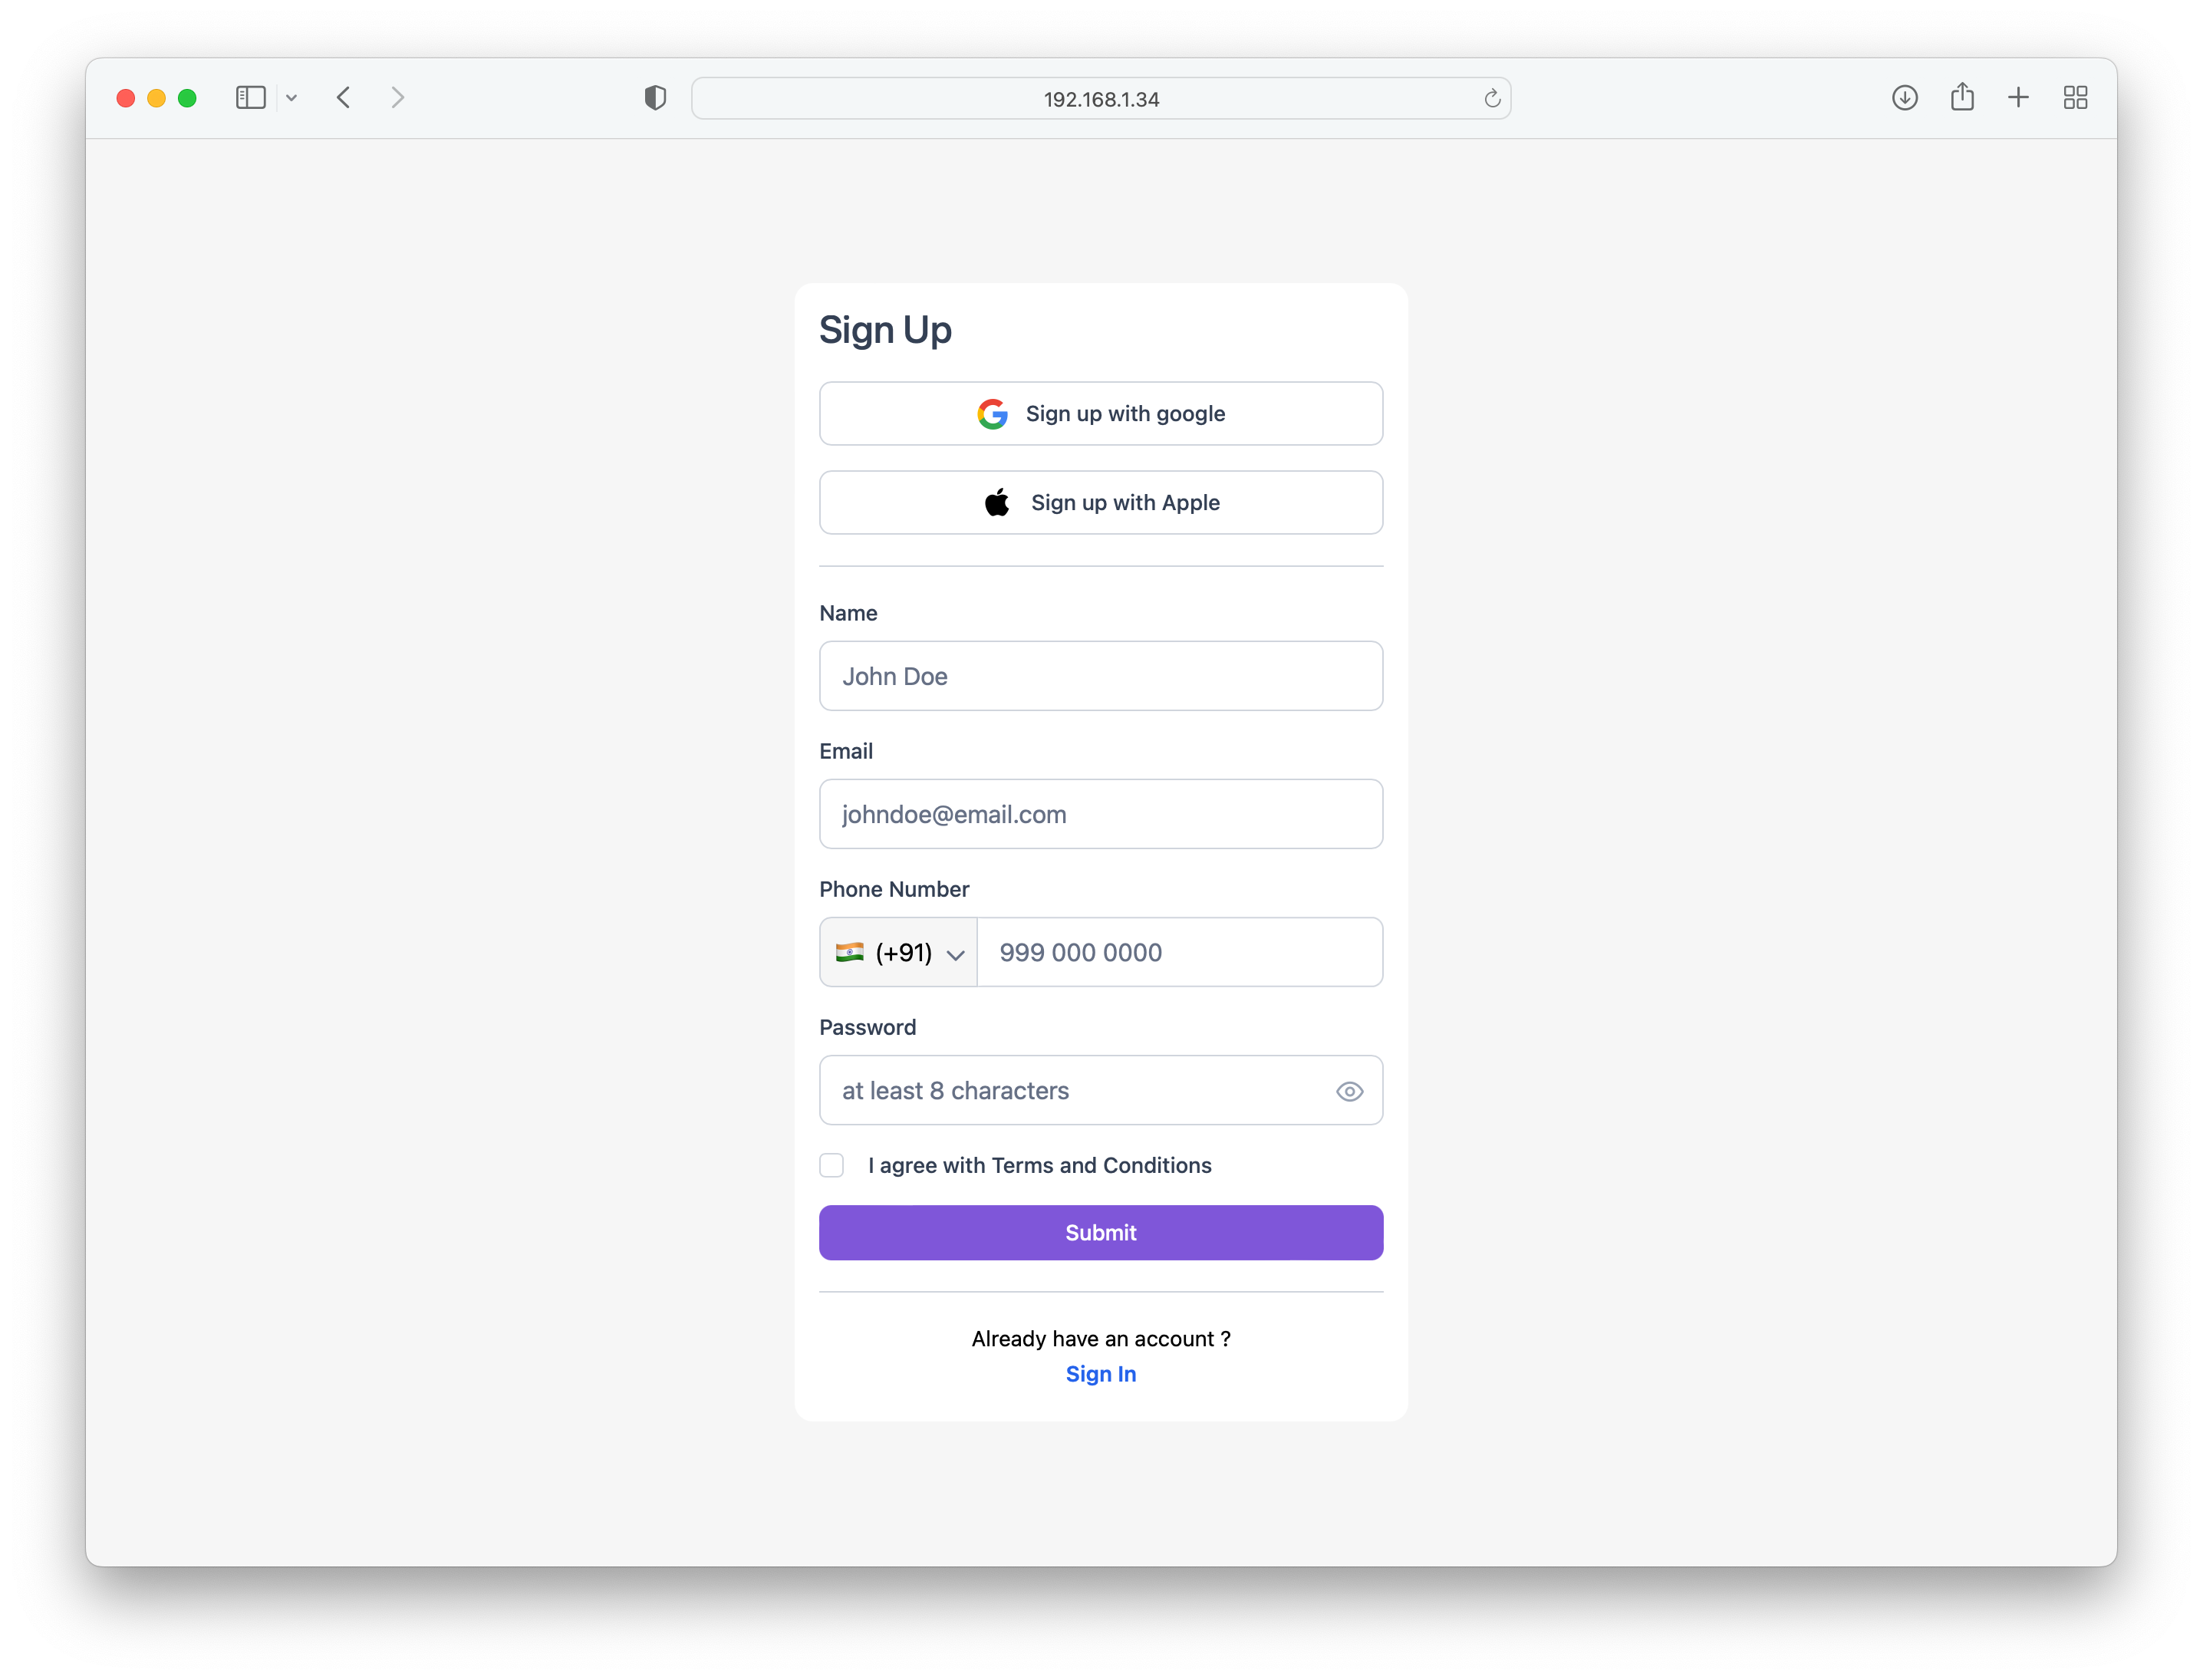 192.168.1.34
Sign Up
Sign up with google
Sign up with Apple
Name
John Doe
Email
johndoe@email.com
Phone Number
(+91) 999 000 0000
Password
at least 8 characters
I agree with Terms and Conditions
Submit
Already have an account ?
Sign In